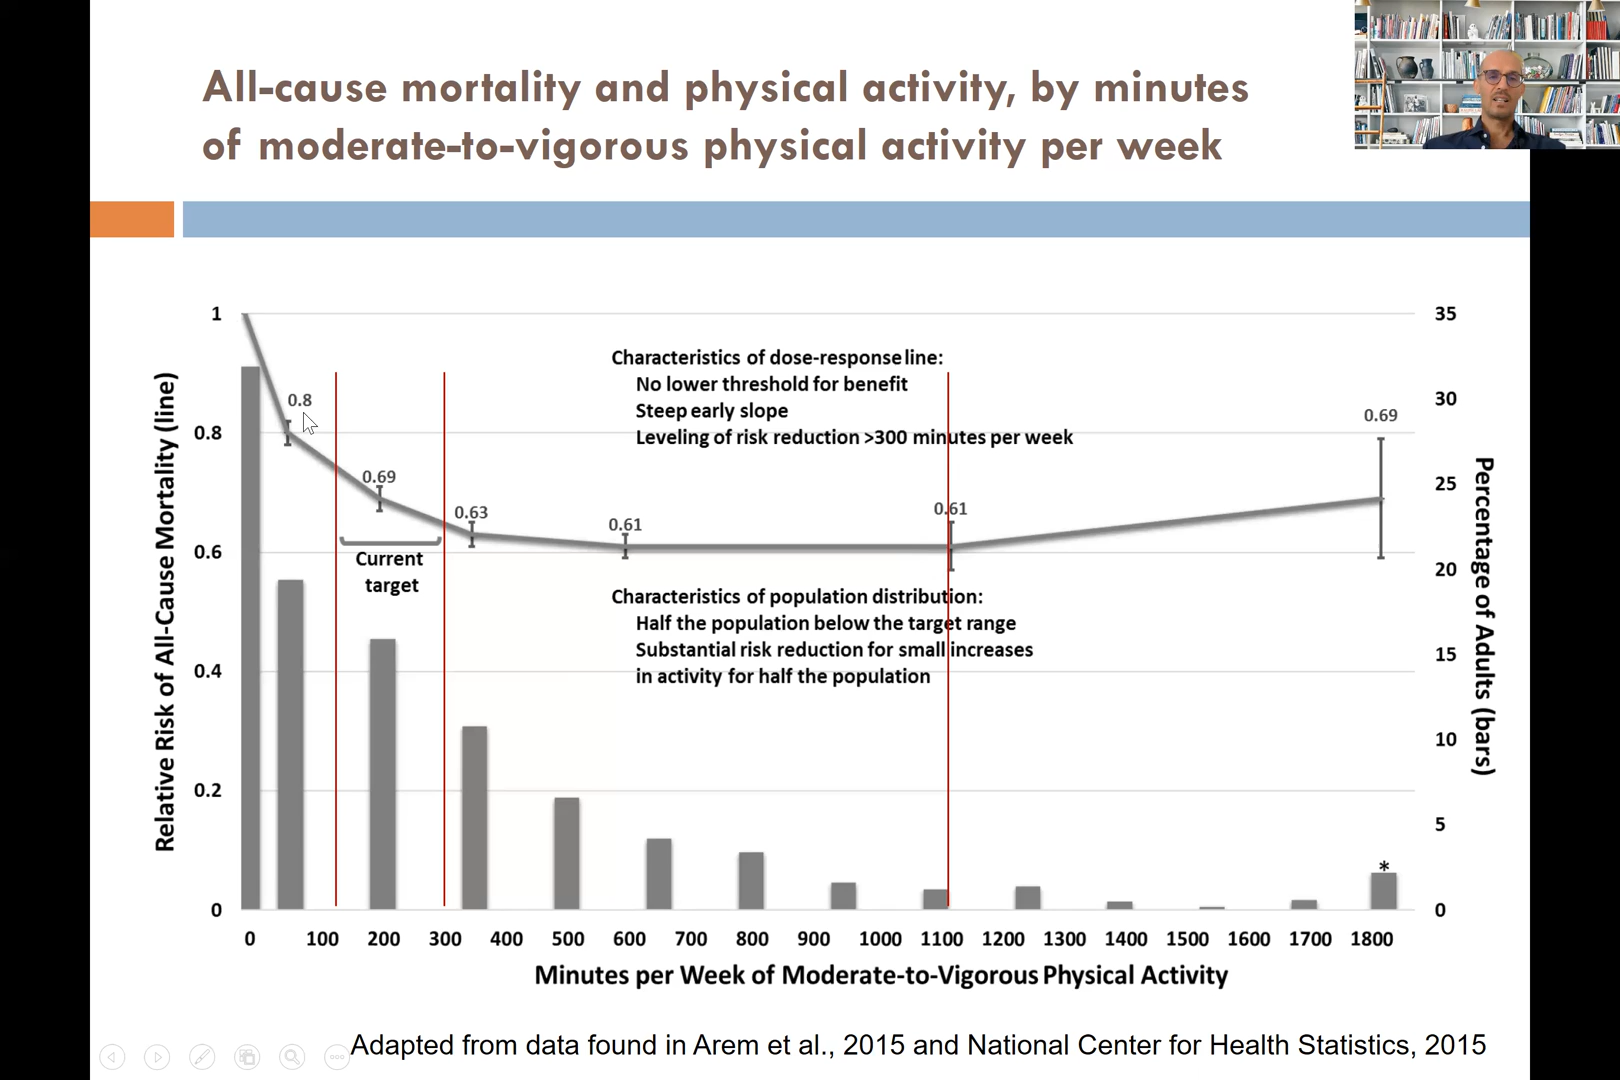 All-cause mortality and physical activity, by minutes
of moderate-to-vigorous physical activity per week
Relative Risk of All-Cause Mortality (line)
1
0.8
0.6
0.4
0.2
0
35
30
25
20
15
10
5
0
Percentage of Adults (bars)
Characteristics of dose-response line:
No lower threshold for benefit
Steep early slope
Leveling of risk reduction >300 minutes per week
0.8
0.69
0.63
0.61
0.61
0.69
Current
target
Characteristics of population distribution:
Half the population below the target range
Substantial risk reduction for small increases
in activity for half the population
*
0 100 200 300 400 500 600 700 800 900 1000 1100 1200 1300 1400 1500 1600 1700 1800
Minutes per Week of Moderate-to-Vigorous Physical Activity
Adapted from data found in Arem et al., 2015 and National Center for Health Statistics, 2015